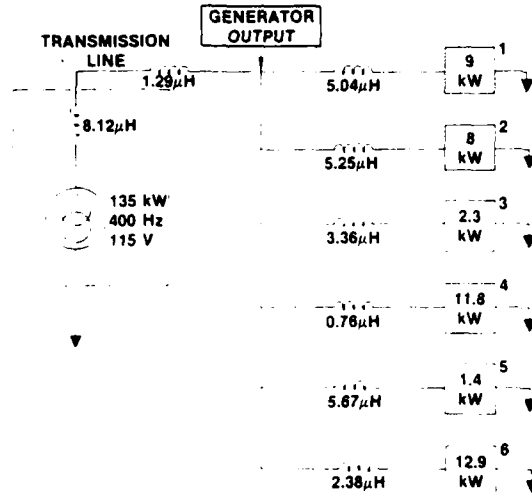 GENERATOR
OUTPUT
TRANSMISSION
LINE
1.29μH
8.12μH
135 kW
400 Hz
115 V
5.04μH
9
kW
1
5.25μH
8
kW
2
3.36μH
2.3
kW
3
0.76μH
11.8
kW
4
5.67μH
1.4
kW
5
2.38μH
12.9
kW
6